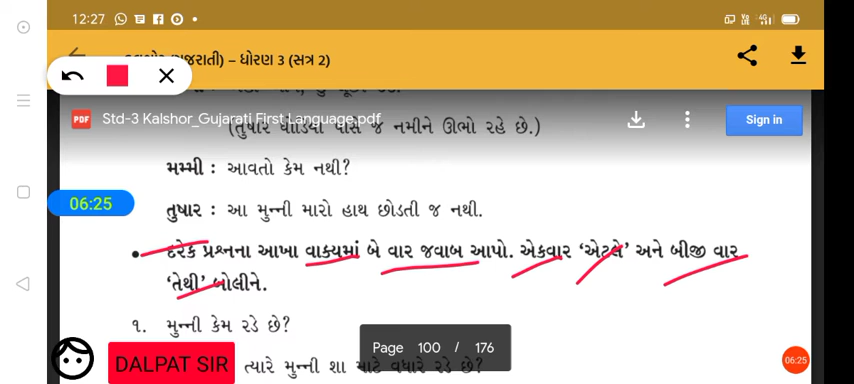 12:27
(ગુજરાતી) – ધોરણ 3 (સત્ર 2)
Std-3 Kalshor_Gujarati First Language.pdf
Sign in
(તુષાર ઘોડિયા પાસે જ નમીને ઊભો રહે છે.)
મમ્મી : આવતો કેમ નથી?
06:25
તુષાર : આ મુન્ની મારો હાથ છોડતી જ નથી.
• દરેક પ્રશ્નના આખા વાક્યમાં બે વાર જવાબ આપો. એકવાર ‘એટલે’ અને બીજી વાર
‘તેથી’ બોલીને.
૧. મુન્ની કેમ રડે છે?
Page 100 / 176
06:25
DALPAT SIR
ત્યારે મુન્ની શા માટે વધારે રડે છે?